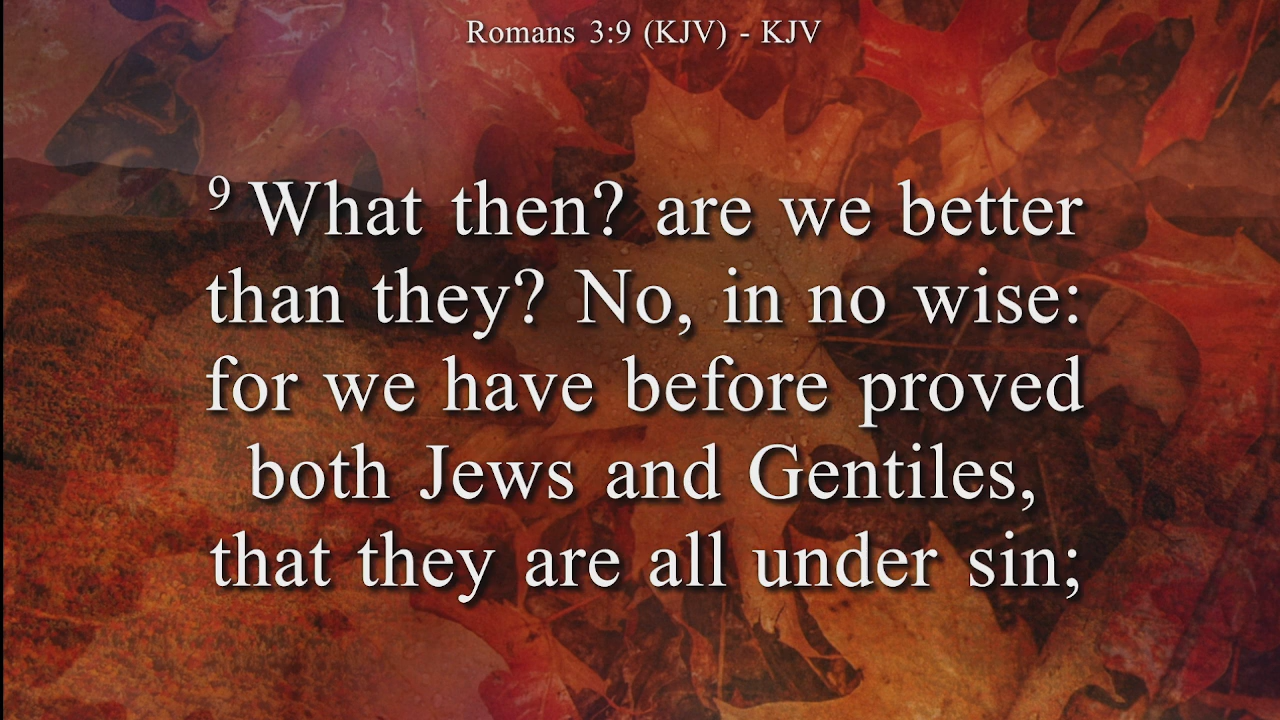 Romans 3:9 (KJV) - KJV
9 What then? are we better
than they? No, in no wise:
for we have before proved
both Jews and Gentiles,
that they are all under sin;